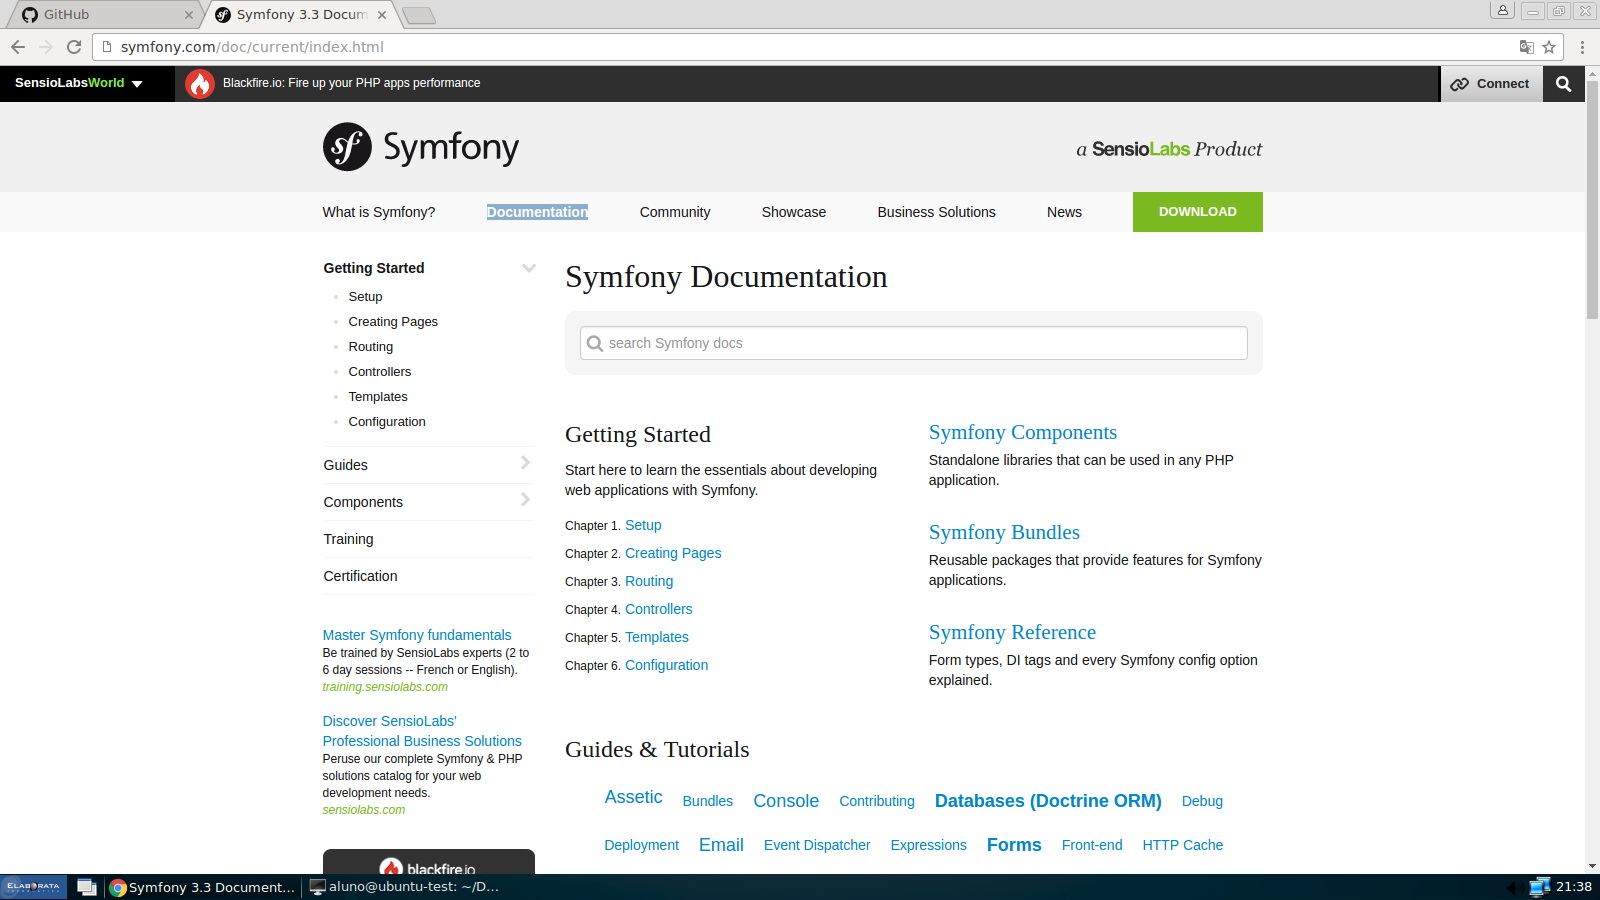 GitHub
Symfony 3.3 Docum
symfony.com/doc/current/index.html
SensioLabsWorld
Blackfire.io: Fire up your PHP apps performance
Connect
sf Symfony
a SensioLabs Product
What is Symfony?
Documentation
Community
Showcase
Business Solutions
News
DOWNLOAD
Getting Started
Setup
Creating Pages
Routing
Controllers
Templates
Configuration
Guides
Components
Training
Certification
Master Symfony fundamentals
Be trained by SensioLabs experts (2 to
6 day sessions -- French or English).
training.sensiolabs.com
Discover SensioLabs'
Professional Business Solutions
Peruse our complete Symfony & PHP
solutions catalog for your web
development needs.
sensiolabs.com
blackfire.io
Symfony Documentation
search Symfony docs
Getting Started
Start here to learn the essentials about developing
web applications with Symfony.
Chapter 1. Setup
Chapter 2. Creating Pages
Chapter 3. Routing
Chapter 4. Controllers
Chapter 5. Templates
Chapter 6. Configuration
Symfony Components
Standalone libraries that can be used in any PHP
application.
Symfony Bundles
Reusable packages that provide features for Symfony
applications.
Symfony Reference
Form types, DI tags and every Symfony config option
explained.
Guides & Tutorials
Assetic Bundles Console Contributing Databases (Doctrine ORM) Debug
Deployment Email Event Dispatcher Expressions Forms Front-end HTTP Cache
ELABORATA
Symfony 3.3 Document...
aluno@ubuntu-test: ~/D...
21:38